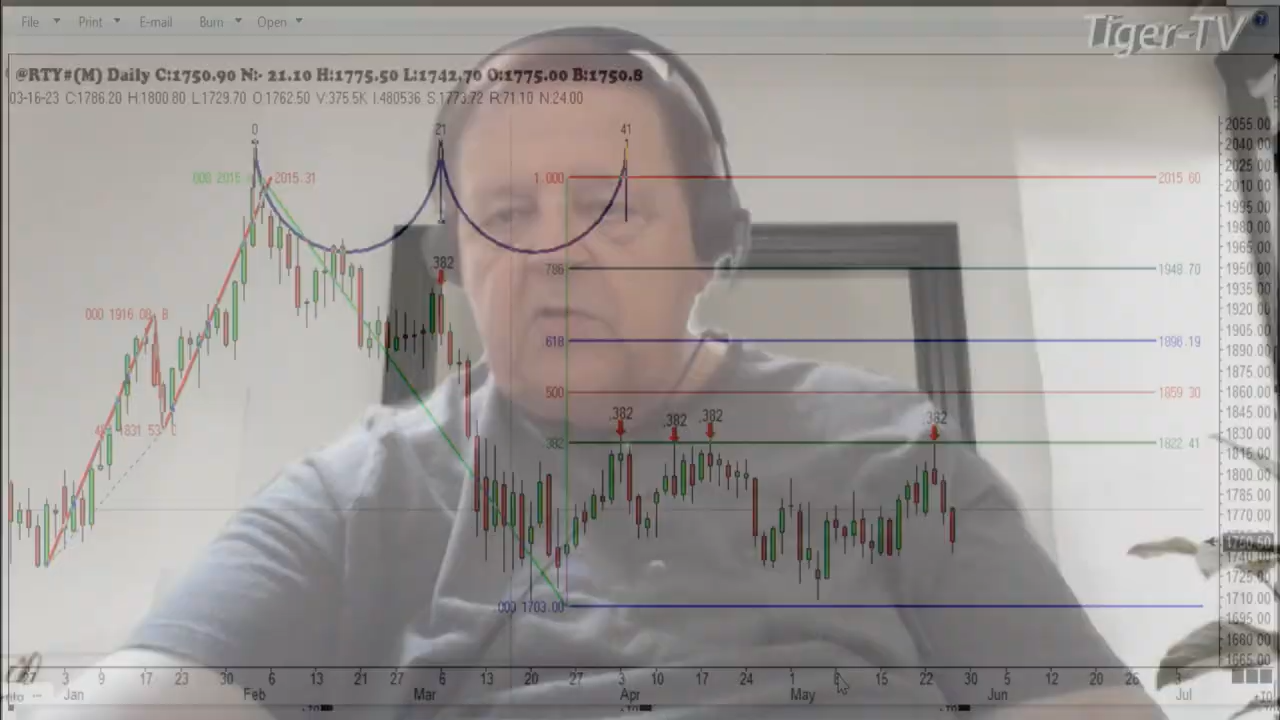 File Print E-mail Burn Open
Tiger-TV
@RTY#(M) Daily C:1750.90 N:- 21.10 H:1775.50 L:1742.70 O:1775.00 B:1750.8
03-16-23 C:1786.20 H:1800.80 L:1729.70 O:1762.50 V:375.5K I:480536 S:1773.72 R:71.10 N:24.00
0 21 41
2055.00
2040.00
2025.00
000 2015 2015.31 1.000 2015.60
2010.00
1995.00
1980.00
1965.00
.382 786 1948.70
1950.00
1935.00
1920.00
000 1916.08 B
1905.00
618 1898.19
1890.00
1875.00
500 1859.30
1860.00
1845.00
.382 .382 .382 .382
1831.53 C
1830.00
382 1822.41
1815.00
1800.00
1785.00
1770.00
1740.00
1725.00
1710.00
000 1703.00
1695.00
1680.00
1665.00
27 3 9 17 23 30 6 13 21 27 6 13 20 27 3 10 17 24 1 8 15 22 30 5 12 20 26 3
Jan Feb Mar Apr May Jun Jul